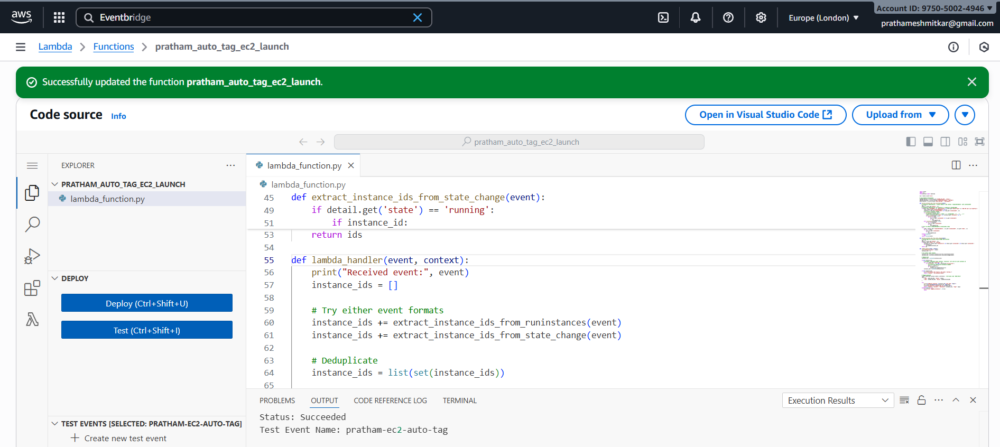 aws
Eventbridge
Europe (London)
Account ID: 9750-5002-4946
prathameshmitkar@gmail.com
Lambda
Functions
pratham_auto_tag_ec2_launch
Successfully updated the function pratham_auto_tag_ec2_launch.
Code source Info
Open in Visual Studio Code
Upload from
pratham_auto_tag_ec2_launch
EXPLORER
PRATHAM_AUTO_TAG_EC2_LAUNCH
lambda_function.py
DEPLOY
Deploy (Ctrl+Shift+U)
Test (Ctrl+Shift+I)
TEST EVENTS [SELECTED: PRATHAM-EC2-AUTO-TAG]
Create new test event
lambda_function.py
lambda_function.py
45 def extract_instance_ids_from_state_change(event):
49 if detail.get('state') == 'running':
51 if instance_id:
53 return ids
54
55 def lambda_handler(event, context):
56 print("Received event:", event)
57 instance_ids = []
58
59 # Try either event formats
60 instance_ids += extract_instance_ids_from_runinstances(event)
61 instance_ids += extract_instance_ids_from_state_change(event)
62
63 # Deduplicate
64 instance_ids = list(set(instance_ids))
65
PROBLEMS
OUTPUT
CODE REFERENCE LOG
TERMINAL
Execution Results
Status: Succeeded
Test Event Name: pratham-ec2-auto-tag